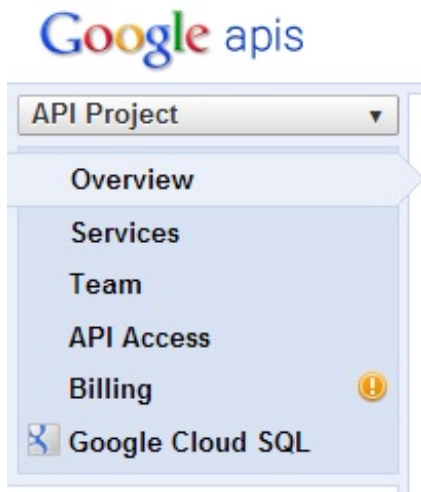 Google apis
API Project
Overview
Services
Team
API Access
Billing
Google Cloud SQL